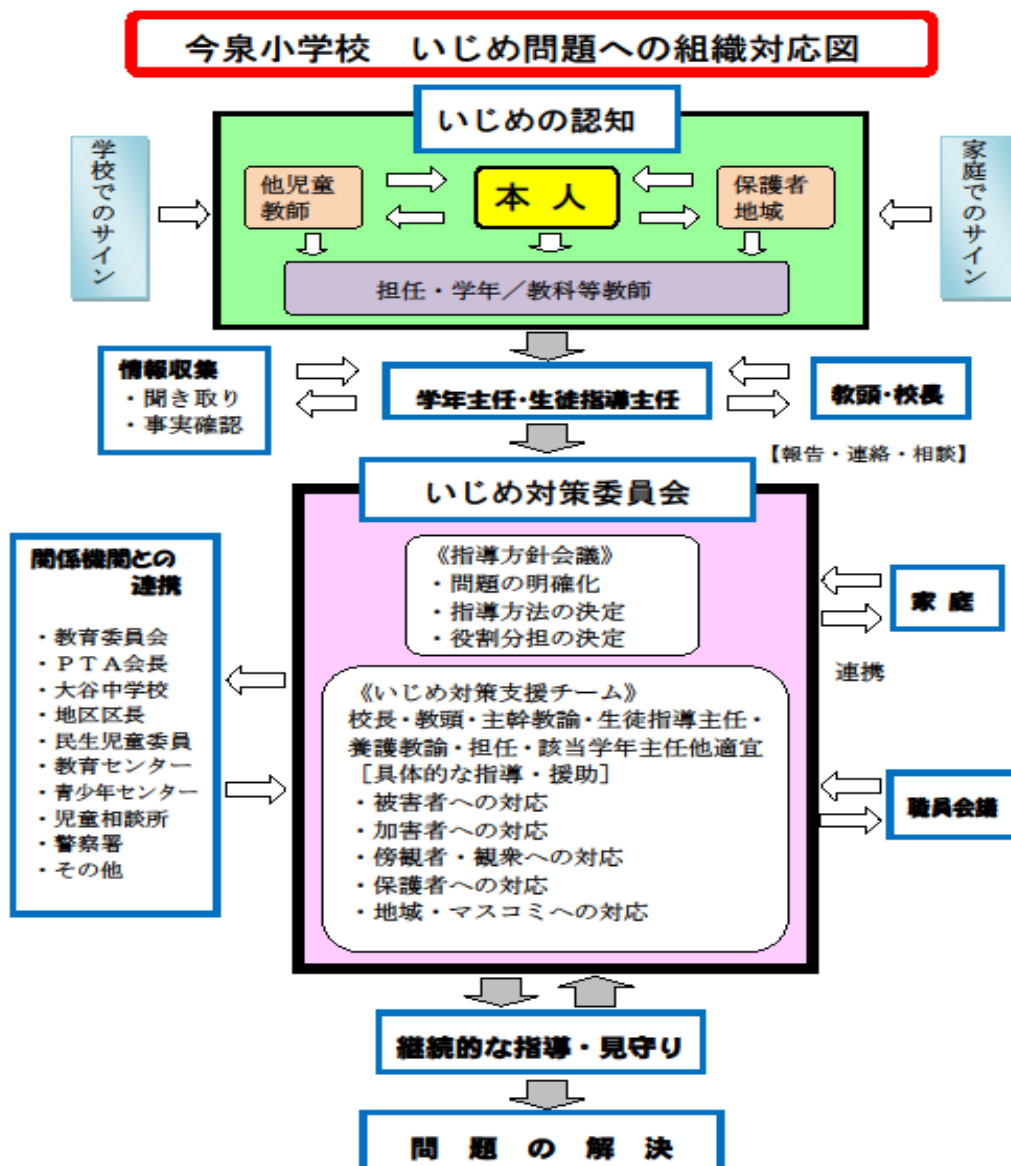 今泉小学校　いじめ問題への組織対応図
いじめの認知
学校でのサイン
家庭でのサイン
他児童
教師
本　人
保護者
地域
担任・学年／教科等教師
情報収集
・聞き取り
・事実確認
学年主任・生徒指導主任
教頭・校長
【報告・連絡・相談】
いじめ対策委員会
《指導方針会議》
・問題の明確化
・指導方法の決定
・役割分担の決定
関係機関との
連携
・教育委員会
・ＰＴＡ会長
・大谷中学校
・地区区長
・民生児童委員
・教育センター
・青少年センター
・児童相談所
・警察署
・その他
家　庭
連携
《いじめ対策支援チーム》
校長・教頭・主幹教諭・生徒指導主任・
養護教諭・担任・該当学年主任他適宜
［具体的な指導・援助］
・被害者への対応
・加害者への対応
・傍観者・観衆への対応
・保護者への対応
・地域・マスコミへの対応
職員会議
継続的な指導・見守り
問　題　の　解　決